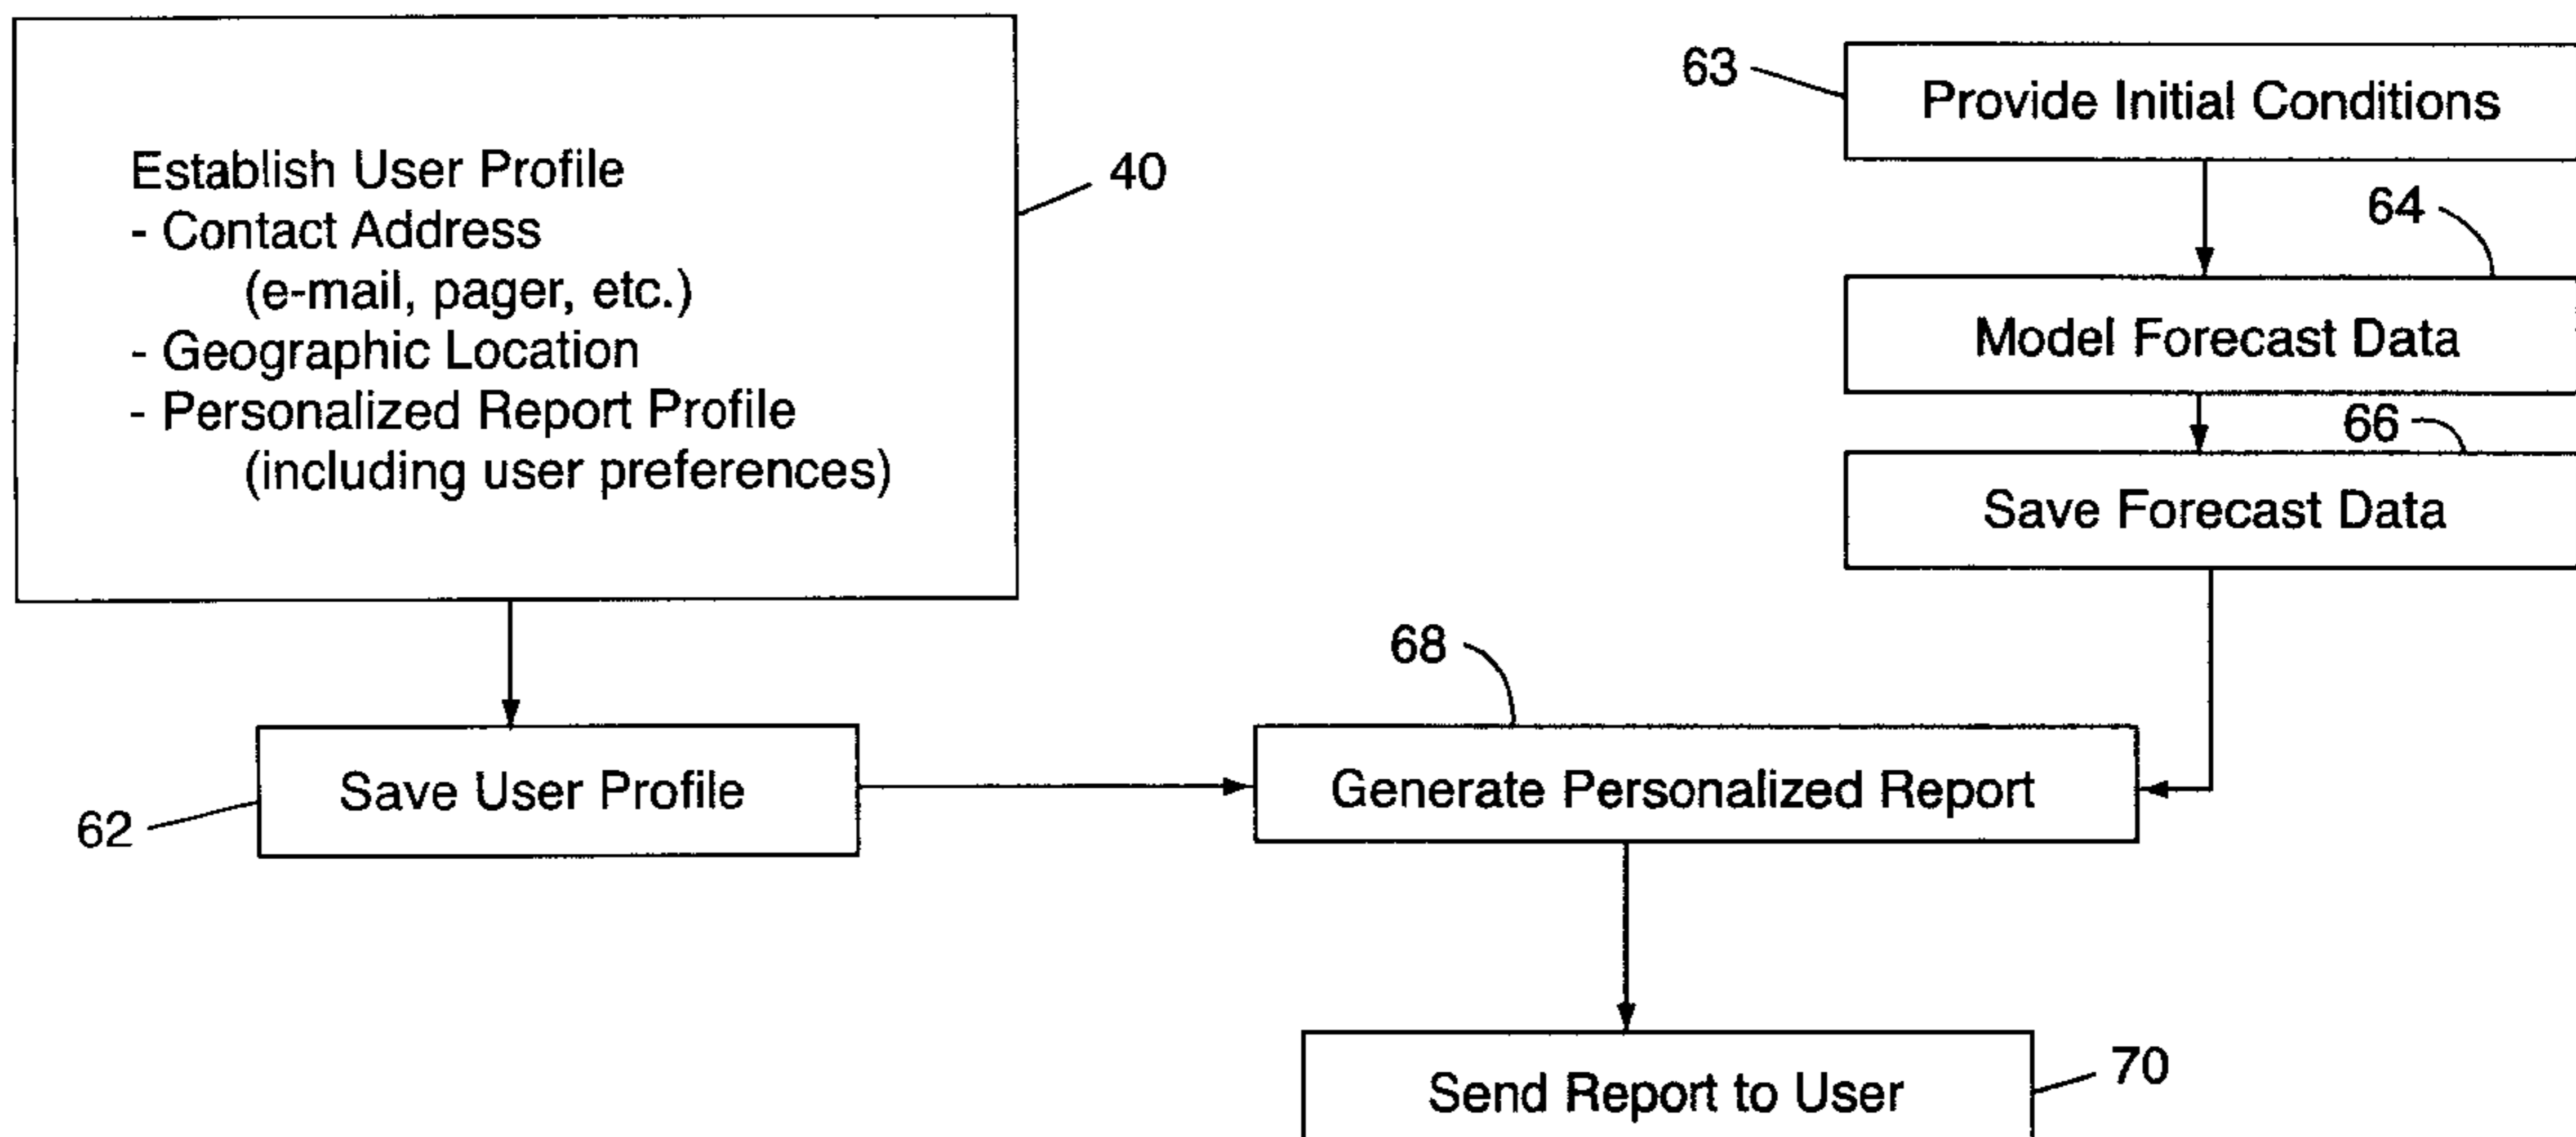 Establish User Profile
- Contact Address
(e-mail, pager, etc.)
- Geographic Location
- Personalized Report Profile
(including user preferences)
40
63
Provide Initial Conditions
64
Model Forecast Data
66
Save Forecast Data
62
Save User Profile
68
Generate Personalized Report
Send Report to User
70